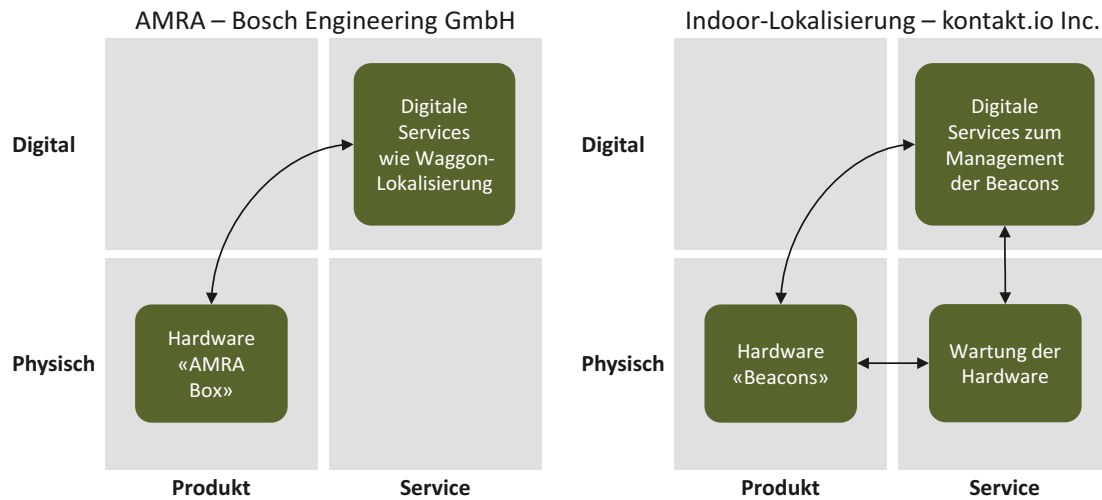 AMRA – Bosch Engineering GmbH
Digital
Digitale
Services
wie Waggon-
Lokalisierung
Physisch
Hardware
«AMRA
Box»
Produkt
Service
Indoor-Lokalisierung – kontakt.io Inc.
Digital
Digitale
Services zum
Management
der Beacons
Physisch
Hardware
«Beacons»
Wartung der
Hardware
Produkt
Service